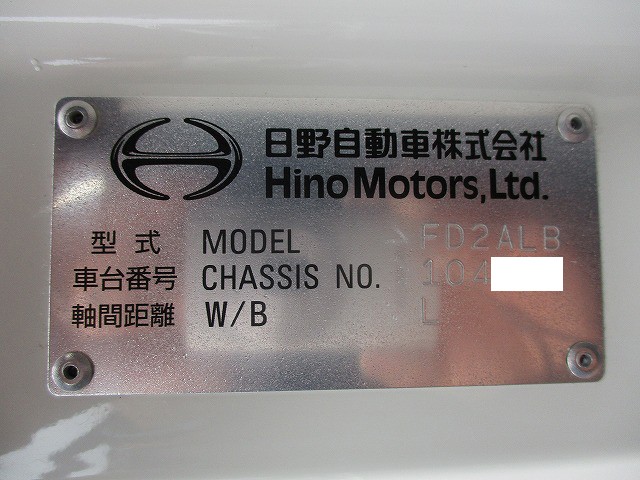 日野自動車株式会社
Hino Motors, Ltd.
型式 MODEL FD2ALB
車台番号 CHASSIS NO. 104
軸間距離 W/B L